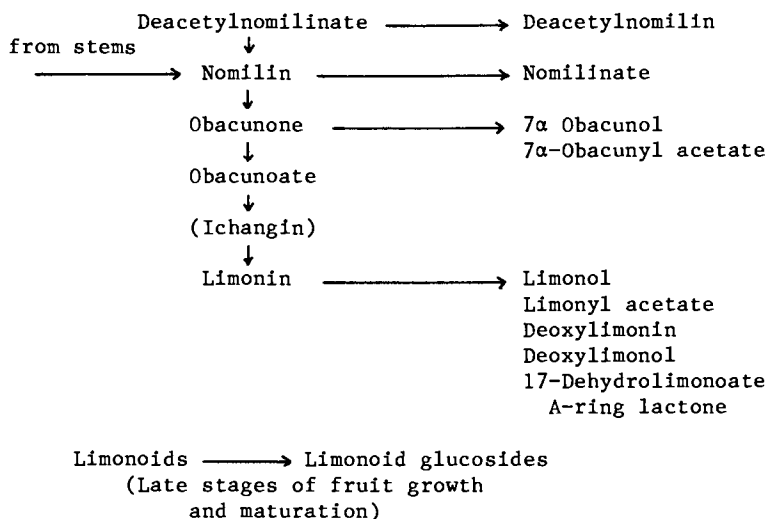 Deacetylnomilinate → Deacetylnomilin
from stems
↓
→ Nomilin → Nomilinate
↓
Obacunone → 7α Obacunol
↓ 7α-Obacunyl acetate
Obacunoate
↓
(Ichangin)
↓
Limonin → Limonol
Limonyl acetate
Deoxylimonin
Deoxylimonol
17-Dehydrolimonoate
A-ring lactone
Limonoids → Limonoid glucosides
(Late stages of fruit growth
and maturation)